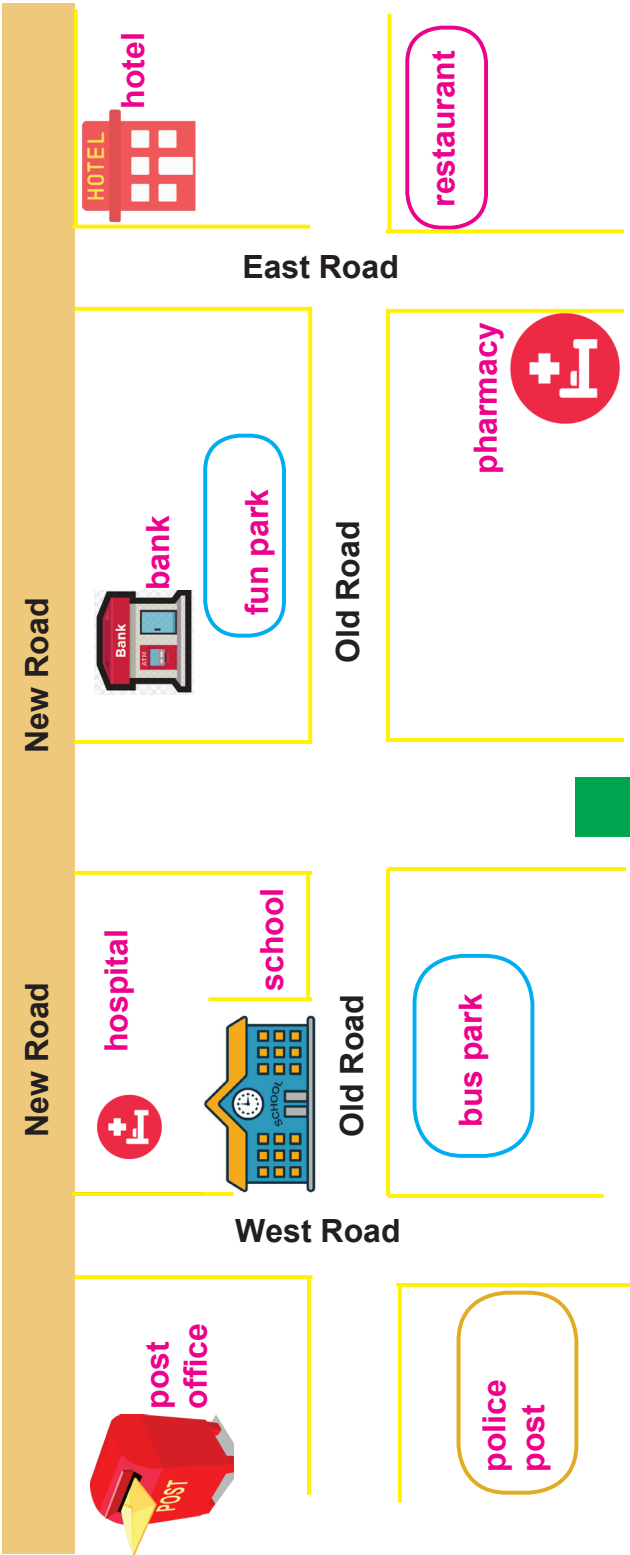 New Road
New Road
post
office
POST
hospital
bank
Bank
ATM
hotel
HOTEL
school
SCHOOL
fun park
West Road
East Road
Old Road
Old Road
police
post
bus park
pharmacy
restaurant